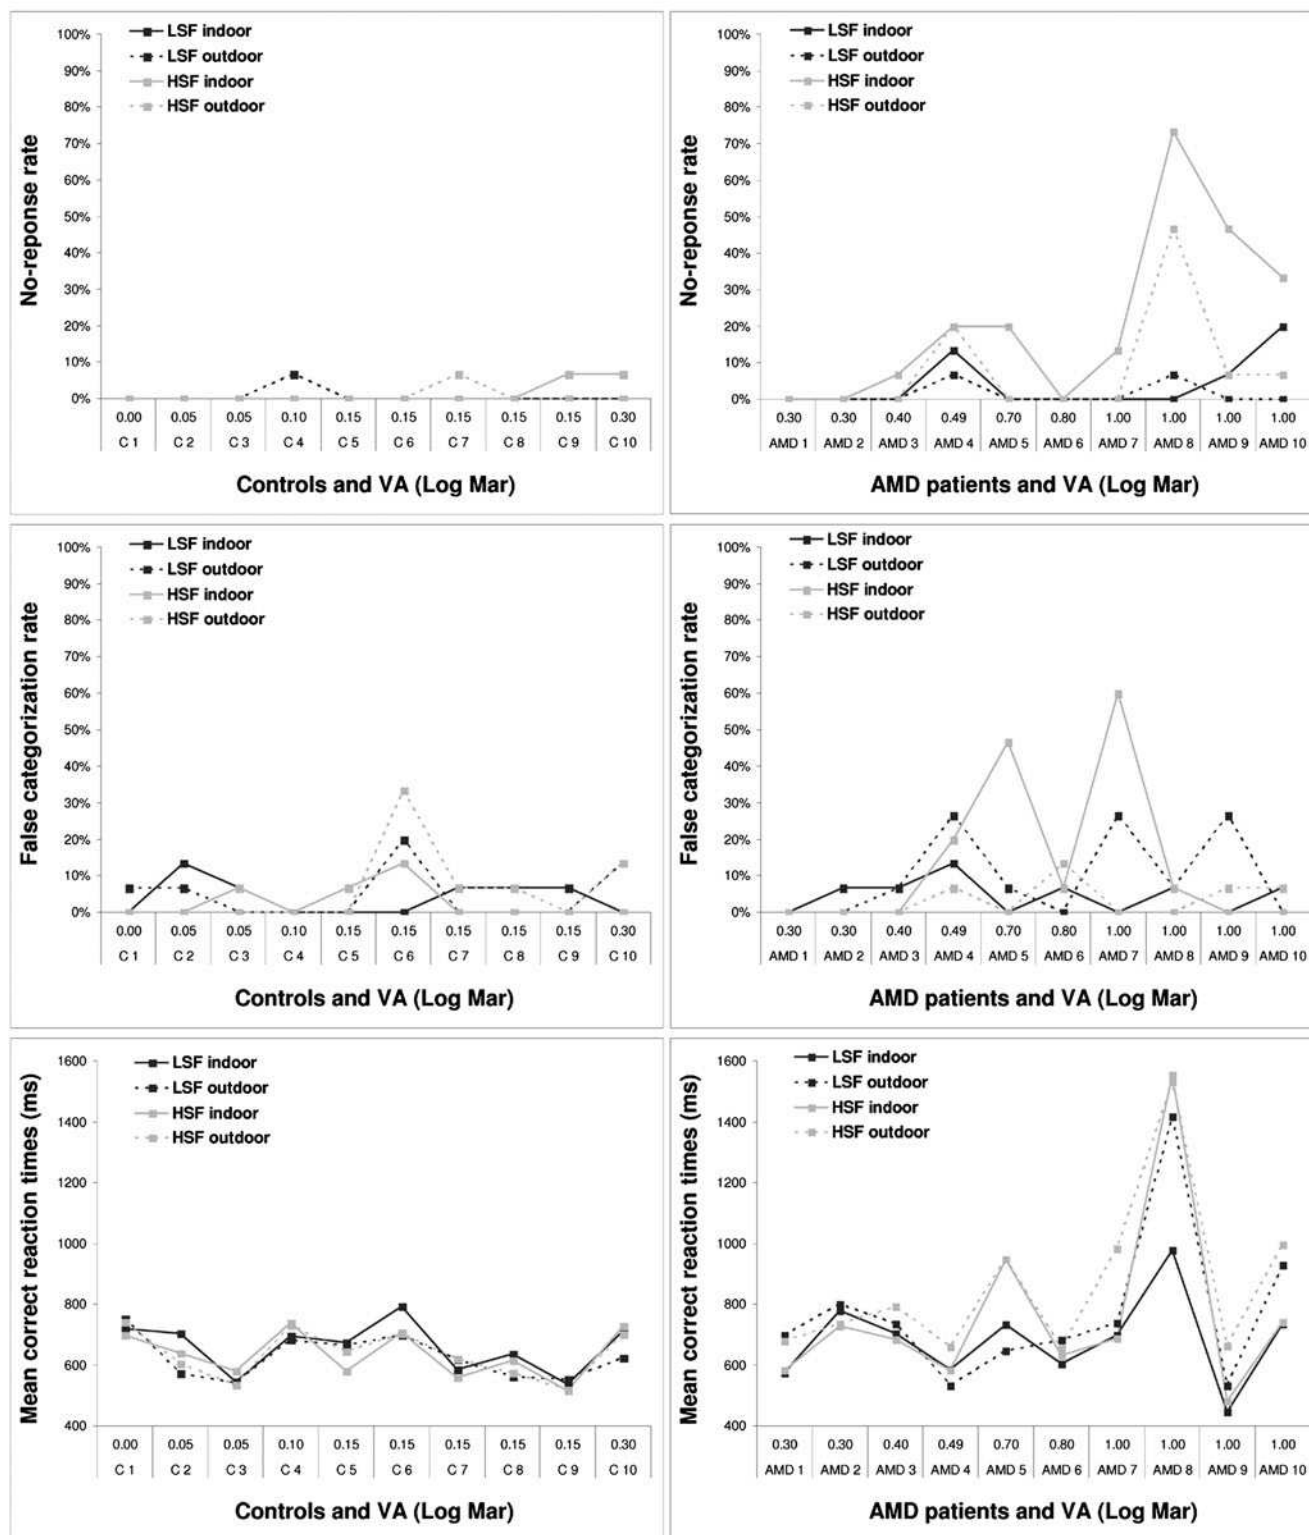 No-reponse rate
LSF indoor
LSF outdoor
HSF indoor
HSF outdoor
100%
90%
80%
70%
60%
50%
40%
30%
20%
10%
0%
0.00 0.05 0.05 0.10 0.15 0.15 0.15 0.15 0.15 0.30
C 1 C 2 C 3 C 4 C 5 C 6 C 7 C 8 C 9 C 10
Controls and VA (Log Mar)
No-reponse rate
LSF indoor
LSF outdoor
HSF indoor
HSF outdoor
100%
90%
80%
70%
60%
50%
40%
30%
20%
10%
0%
0.30 0.30 0.40 0.49 0.70 0.80 1.00 1.00 1.00 1.00
AMD 1 AMD 2 AMD 3 AMD 4 AMD 5 AMD 6 AMD 7 AMD 8 AMD 9 AMD 10
AMD patients and VA (Log Mar)
False categorization rate
LSF indoor
LSF outdoor
HSF indoor
HSF outdoor
100%
90%
80%
70%
60%
50%
40%
30%
20%
10%
0%
0.00 0.05 0.05 0.10 0.15 0.15 0.15 0.15 0.15 0.30
C 1 C 2 C 3 C 4 C 5 C 6 C 7 C 8 C 9 C 10
Controls and VA (Log Mar)
False categorization rate
LSF indoor
LSF outdoor
HSF indoor
HSF outdoor
100%
90%
80%
70%
60%
50%
40%
30%
20%
10%
0%
0.30 0.30 0.40 0.49 0.70 0.80 1.00 1.00 1.00 1.00
AMD 1 AMD 2 AMD 3 AMD 4 AMD 5 AMD 6 AMD 7 AMD 8 AMD 9 AMD 10
AMD patients and VA (Log Mar)
Mean correct reaction times (ms)
LSF indoor
LSF outdoor
HSF indoor
HSF outdoor
1600
1400
1200
1000
800
600
400
0.00 0.05 0.05 0.10 0.15 0.15 0.15 0.15 0.15 0.30
C 1 C 2 C 3 C 4 C 5 C 6 C 7 C 8 C 9 C 10
Controls and VA (Log Mar)
Mean correct reaction times (ms)
LSF indoor
LSF outdoor
HSF indoor
HSF outdoor
1600
1400
1200
1000
800
600
400
0.30 0.30 0.40 0.49 0.70 0.80 1.00 1.00 1.00 1.00
AMD 1 AMD 2 AMD 3 AMD 4 AMD 5 AMD 6 AMD 7 AMD 8 AMD 9 AMD 10
AMD patients and VA (Log Mar)